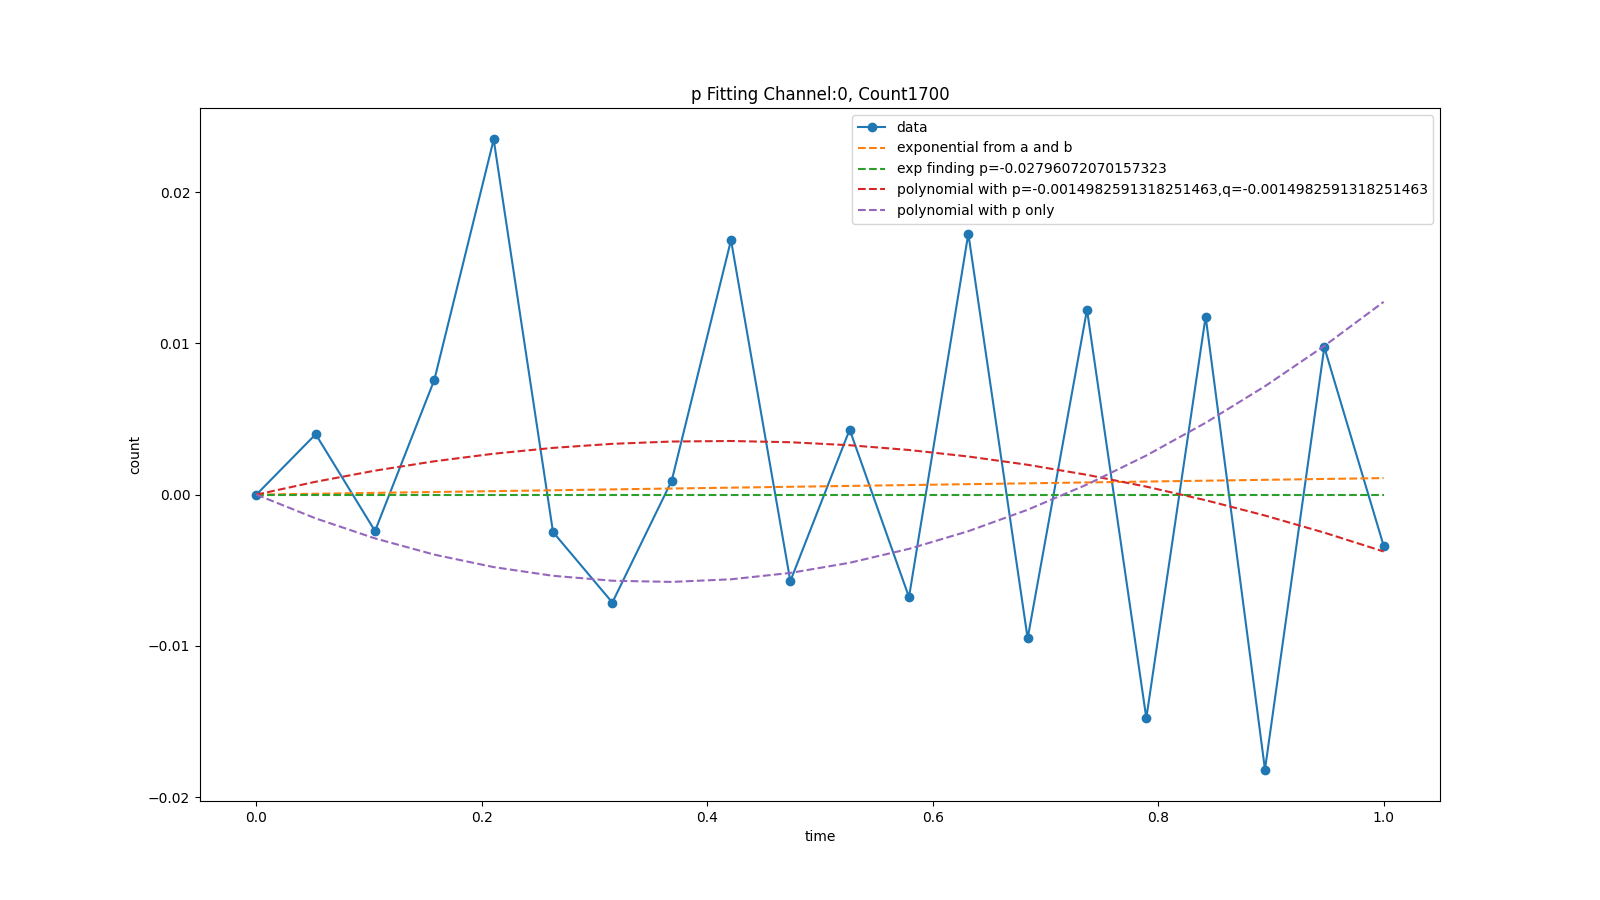 p Fitting Channel:0, Count1700
data
exponential from a and b
exp finding p=-0.02796072070157323
polynomial with p=-0.0014982591318251463,q=-0.0014982591318251463
polynomial with p only
0.02
0.01
0.00
−0.01
−0.02
count
0.0 0.2 0.4 0.6 0.8 1.0
time